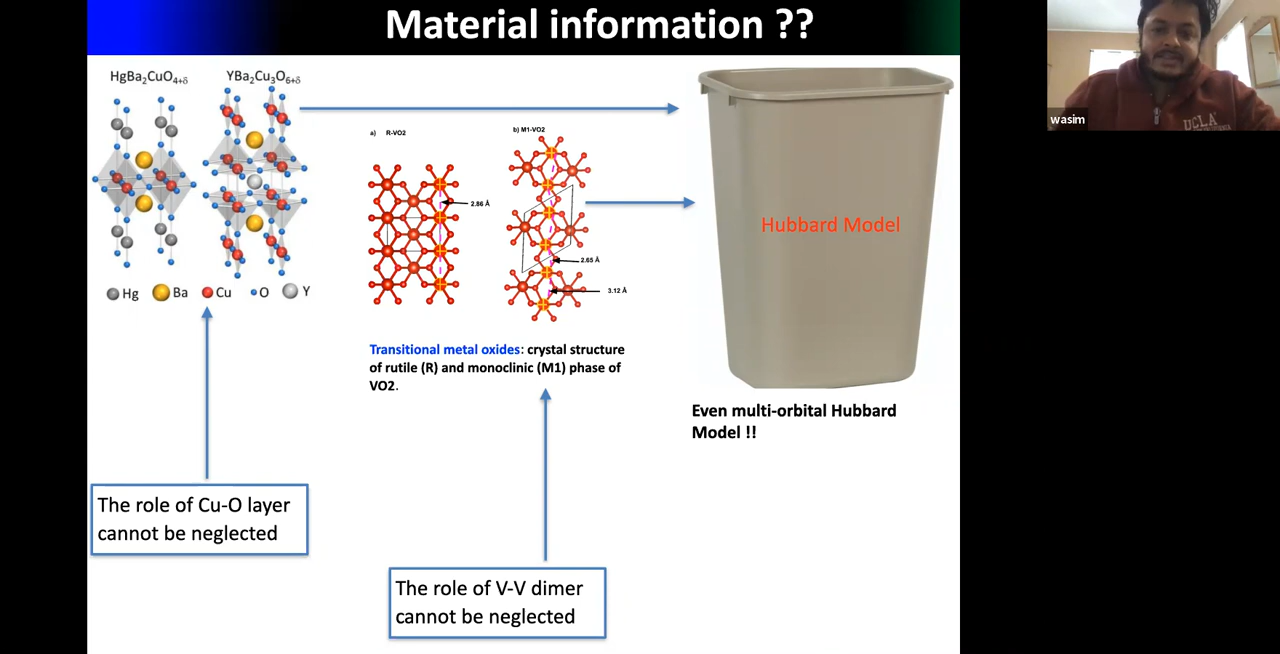 Material information ??
HgBa₂CuO₄₊δ
YBa₂Cu₃O₆₊δ
a) R-VO2
b) M1-VO2
2.86 Å
2.65 Å
3.12 Å
Hg Ba Cu O Y
Transitional metal oxides: crystal structure
of rutile (R) and monoclinic (M1) phase of
VO2.
Hubbard Model
Even multi-orbital Hubbard
Model !!
The role of Cu-O layer
cannot be neglected
The role of V-V dimer
cannot be neglected
wasim
UCLA